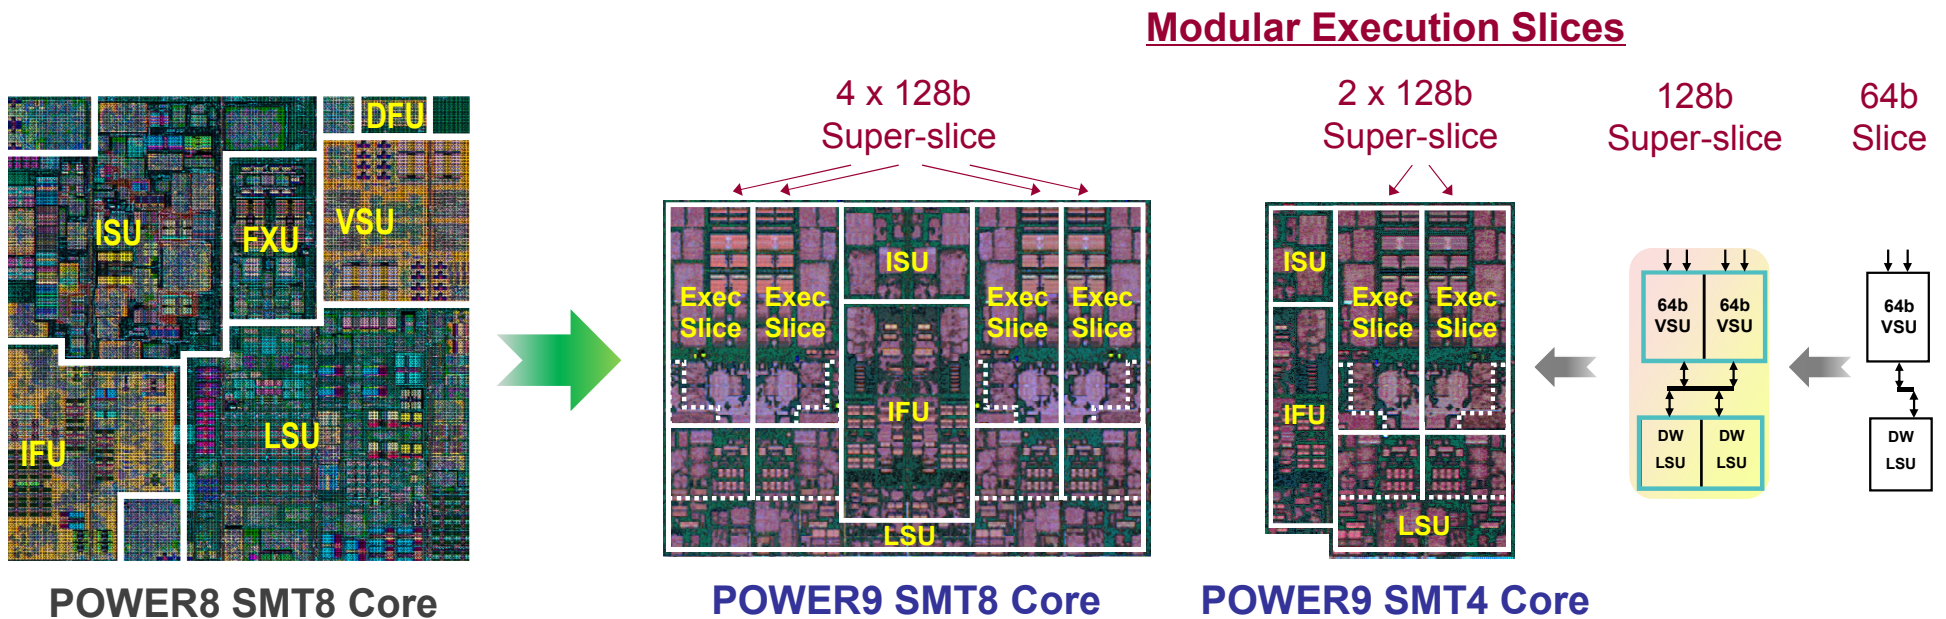 Modular Execution Slices
4 x 128b
Super-slice
2 x 128b
Super-slice
128b
Super-slice
64b
Slice
DFU
ISU
FXU
VSU
IFU
LSU
POWER8 SMT8 Core
ISU
Exec
Slice
Exec
Slice
Exec
Slice
Exec
Slice
IFU
LSU
POWER9 SMT8 Core
ISU
Exec
Slice
Exec
Slice
IFU
LSU
POWER9 SMT4 Core
64b
VSU
64b
VSU
DW
LSU
DW
LSU
64b
VSU
DW
LSU